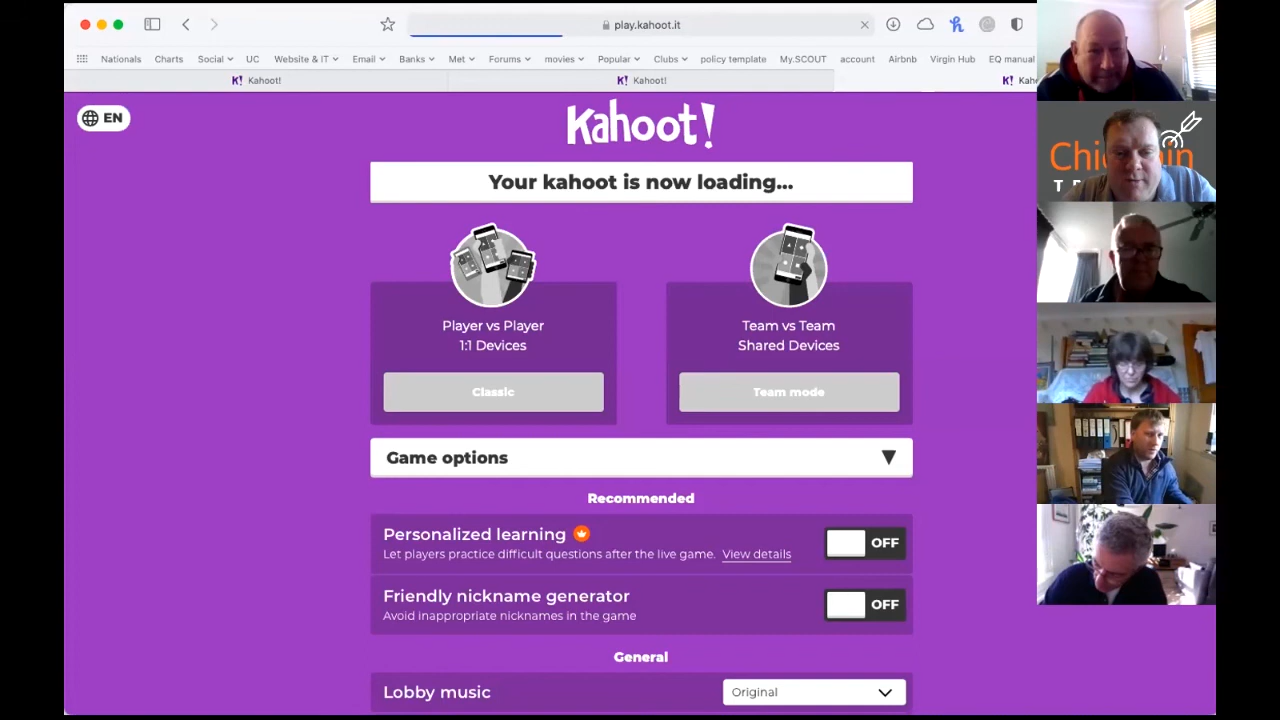 play.kahoot.it
Nationals Charts Social UC Website & IT Email Banks Met Forums movies Popular Clubs policy template My.SCOUT account Airbnb Virgin Hub EQ manual
K! Kahoot! K! Kahoot! K!
EN
Kahoot!
Your kahoot is now loading...
Player vs Player
1:1 Devices
Classic
Team vs Team
Shared Devices
Team mode
Game options
Recommended
Personalized learning
Let players practice difficult questions after the live game. View details
OFF
Friendly nickname generator
Avoid inappropriate nicknames in the game
OFF
General
Lobby music
Original